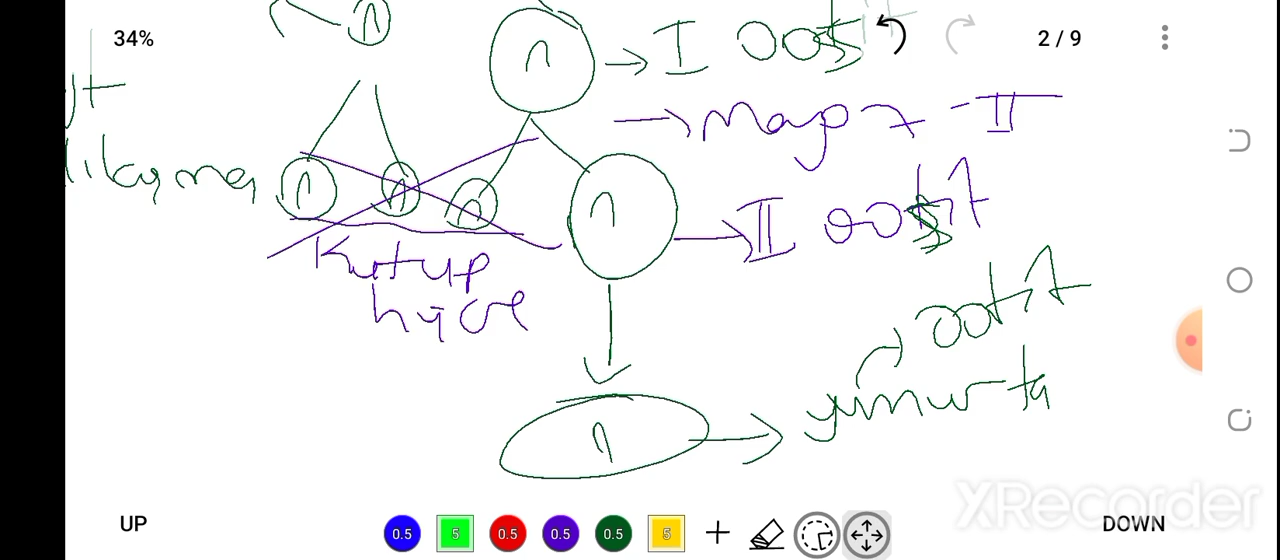 34%
2 / 9
n
n → I oosit
→ Mayoz - II
n n n n → II oosit
Kutup
hücre
→ oosit
n → yumurta
UP
0.5 5 0.5 0.5 0.5 5 +
DOWN
XRecorder